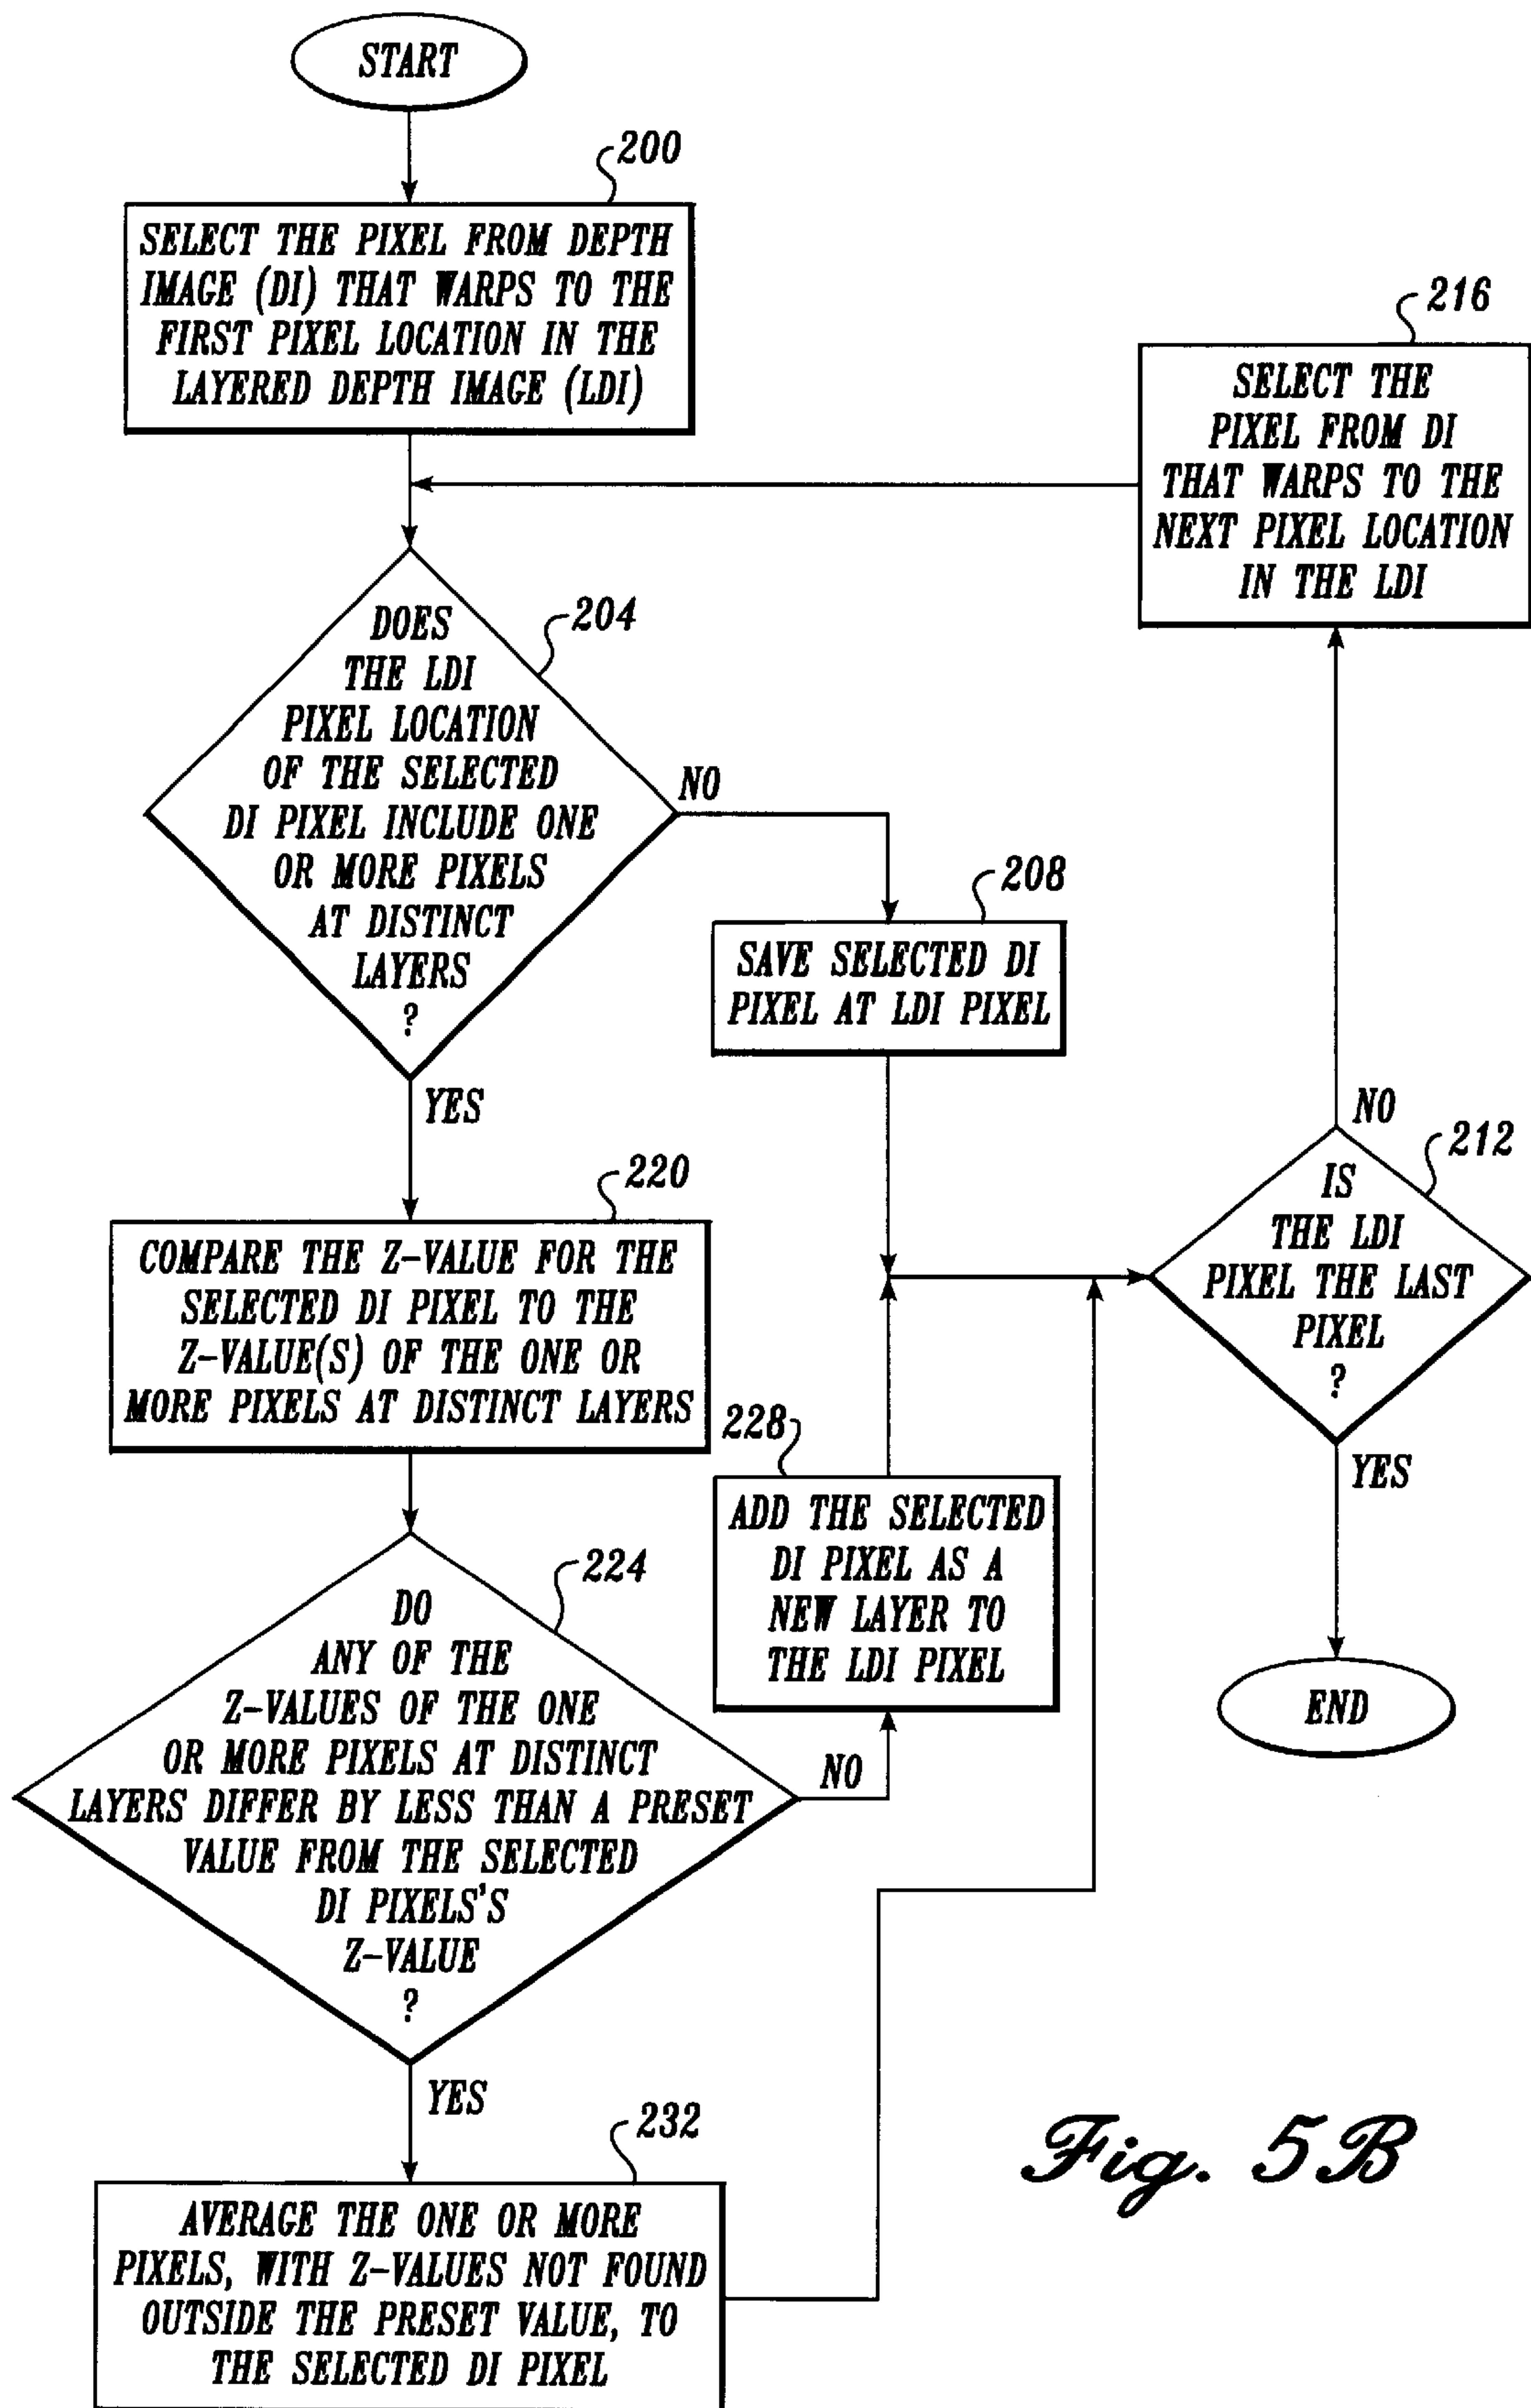 START
200
SELECT THE PIXEL FROM DEPTH
IMAGE (DI) THAT WARPS TO THE
FIRST PIXEL LOCATION IN THE
LAYERED DEPTH IMAGE (LDI)
216
SELECT THE
PIXEL FROM DI
THAT WARPS TO THE
NEXT PIXEL LOCATION
IN THE LDI
204
DOES
THE LDI
PIXEL LOCATION
OF THE SELECTED
DI PIXEL INCLUDE ONE
OR MORE PIXELS
AT DISTINCT
LAYERS
?
NO
YES
208
SAVE SELECTED DI
PIXEL AT LDI PIXEL
NO
212
IS
THE LDI
PIXEL THE LAST
PIXEL
?
YES
END
220
COMPARE THE Z-VALUE FOR THE
SELECTED DI PIXEL TO THE
Z-VALUE(S) OF THE ONE OR
MORE PIXELS AT DISTINCT LAYERS
228
ADD THE SELECTED
DI PIXEL AS A
NEW LAYER TO
THE LDI PIXEL
224
DO
ANY OF THE
Z-VALUES OF THE ONE
OR MORE PIXELS AT DISTINCT
LAYERS DIFFER BY LESS THAN A PRESET
VALUE FROM THE SELECTED
DI PIXELS'S
Z-VALUE
?
NO
YES
232
AVERAGE THE ONE OR MORE
PIXELS, WITH Z-VALUES NOT FOUND
OUTSIDE THE PRESET VALUE, TO
THE SELECTED DI PIXEL
Fig. 5B